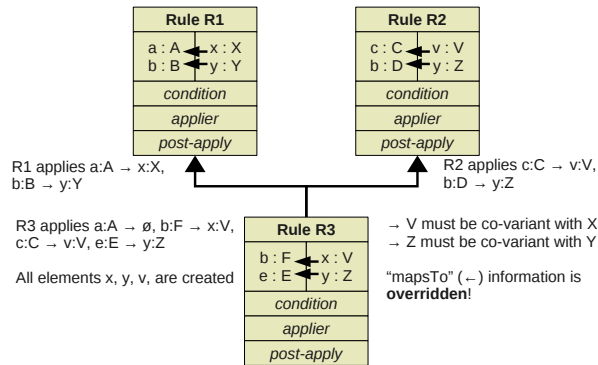 Rule R1
a : A x : X
b : B y : Y
condition
applier
post-apply
Rule R2
c : C v : V
b : D y : Z
condition
applier
post-apply
R1 applies a:A → x:X,
b:B → y:Y
R2 applies c:C → v:V,
b:D → y:Z
R3 applies a:A → ø, b:F → x:V,
c:C → v:V, e:E → y:Z
All elements x, y, v, are created
Rule R3
b : F x : V
e : E y : Z
condition
applier
post-apply
→ V must be co-variant with X
→ Z must be co-variant with Y
“mapsTo” (←) information is
overridden!